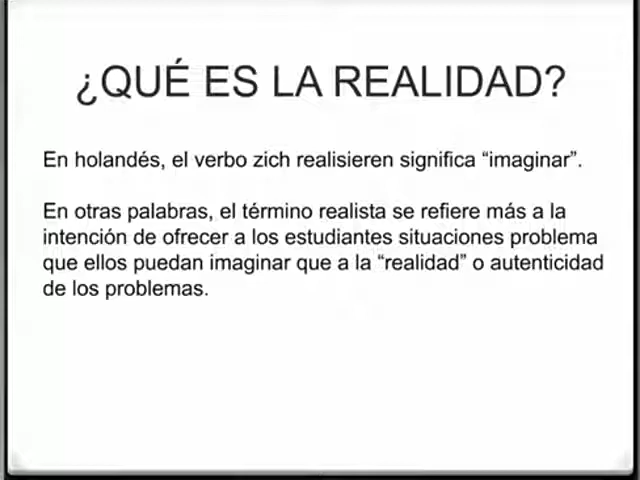 ¿QUÉ ES LA REALIDAD?
En holandés, el verbo zich realisieren significa “imaginar”.
En otras palabras, el término realista se refiere más a la
intención de ofrecer a los estudiantes situaciones problema
que ellos puedan imaginar que a la “realidad” o autenticidad
de los problemas.